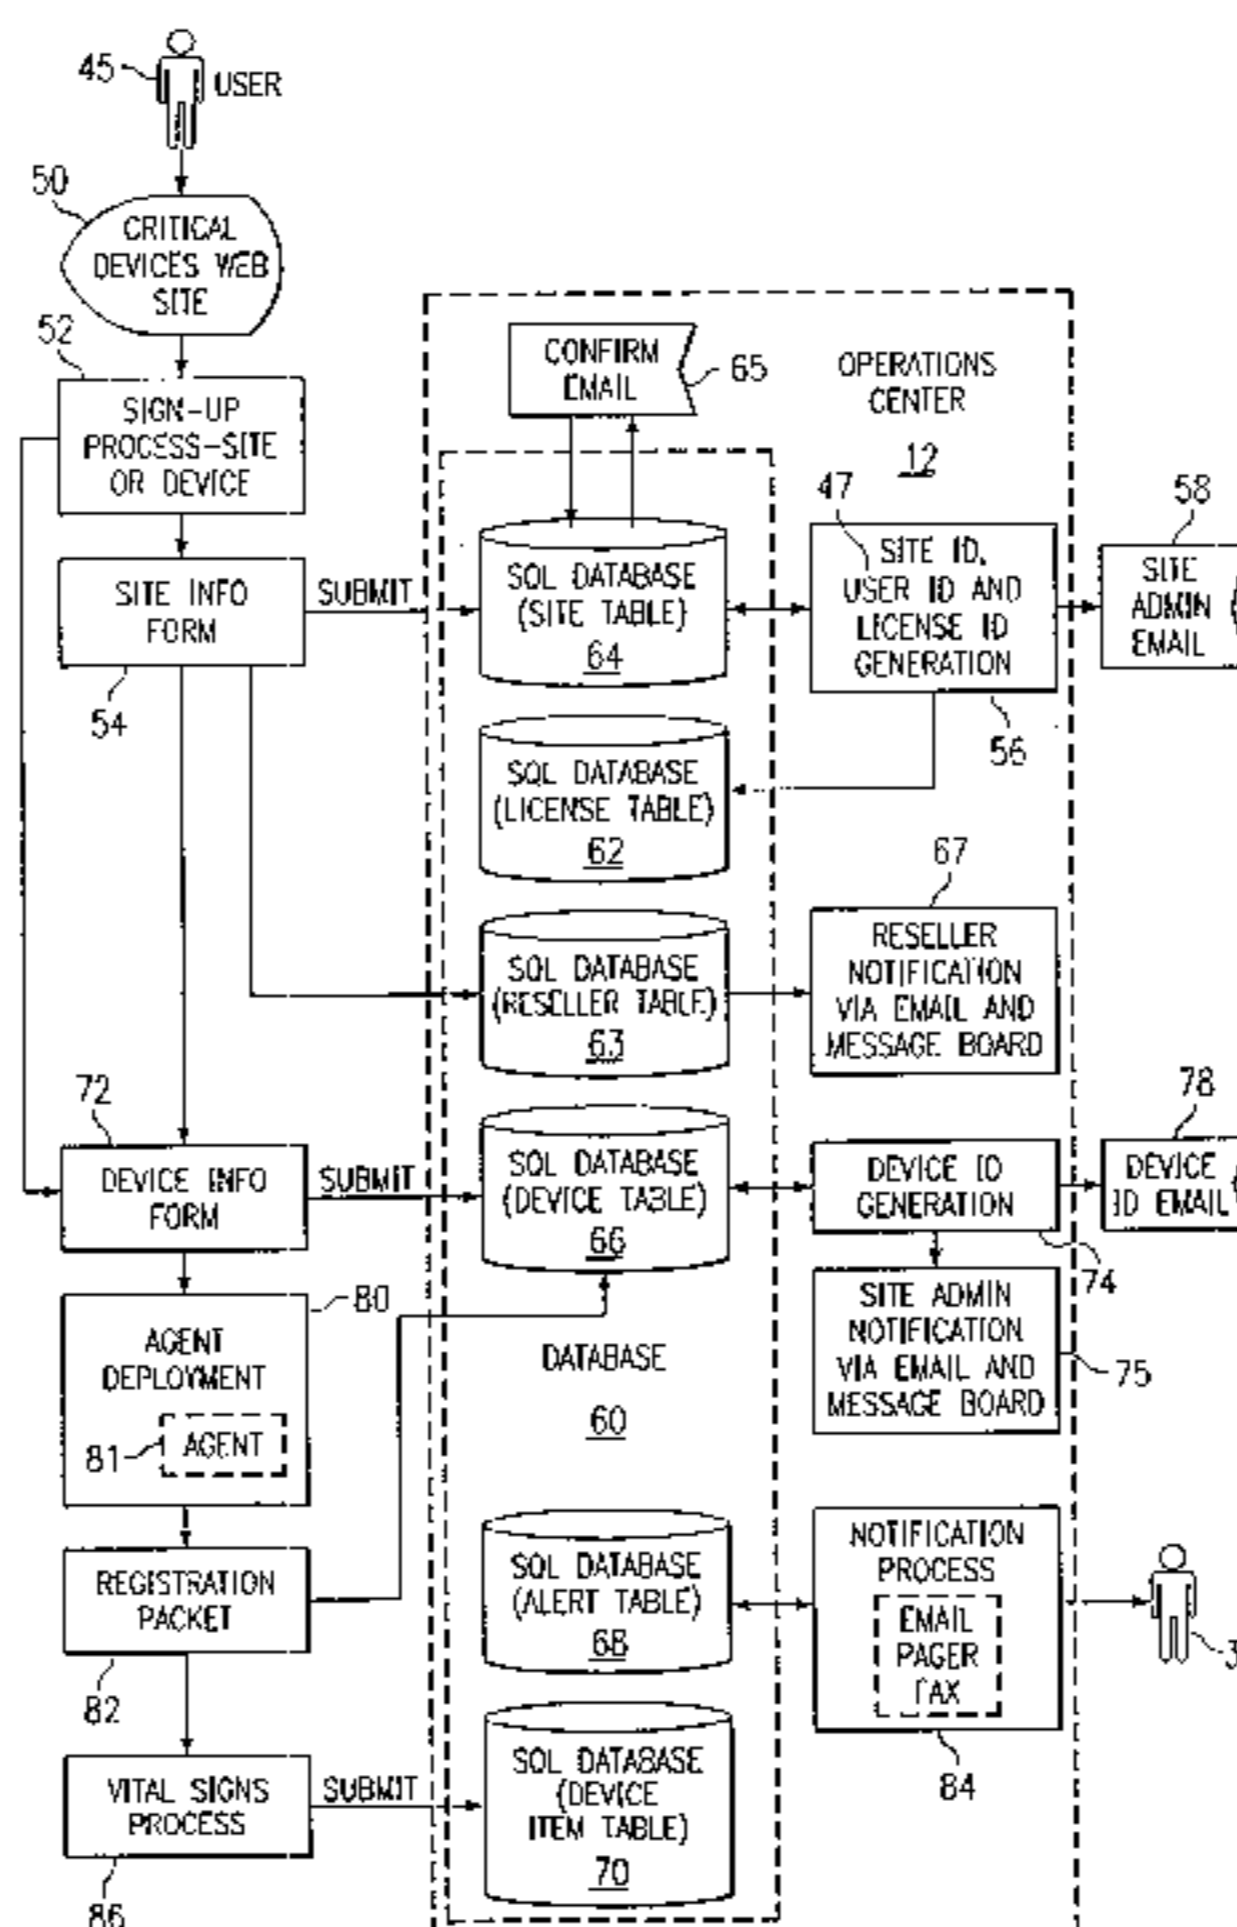 45
USER
50
CRITICAL
DEVICES WEB
SITE
52
SIGN-UP
PROCESS-SITE
OR DEVICE
SITE INFO
FORM
54
SUBMIT
CONFIRM
EMAIL
65
OPERATIONS
CENTER
12
SQL DATABASE
(SITE TABLE)
64
47
SITE ID,
USER ID AND
LICENSE ID
GENERATION
56
58
SITE
ADMIN
EMAIL
SQL DATABASE
(LICENSE TABLE)
62
SQL DATABASE
(RESELLER TABLE)
63
67
RESELLER
NOTIFICATION
VIA EMAIL AND
MESSAGE BOARD
72
DEVICE INFO
FORM
SUBMIT
SQL DATABASE
(DEVICE TABLE)
66
DEVICE ID
GENERATION
74
78
DEVICE
ID EMAIL
SITE ADMIN
NOTIFICATION
VIA EMAIL AND
MESSAGE BOARD
75
80
AGENT
DEPLOYMENT
81
AGENT
DATABASE
60
REGISTRATION
PACKET
82
SQL DATABASE
(ALERT TABLE)
68
NOTIFICATION
PROCESS
EMAIL
PAGER
FAX
84
VITAL SIGNS
PROCESS
86
SUBMIT
SQL DATABASE
(DEVICE
ITEM TABLE)
70